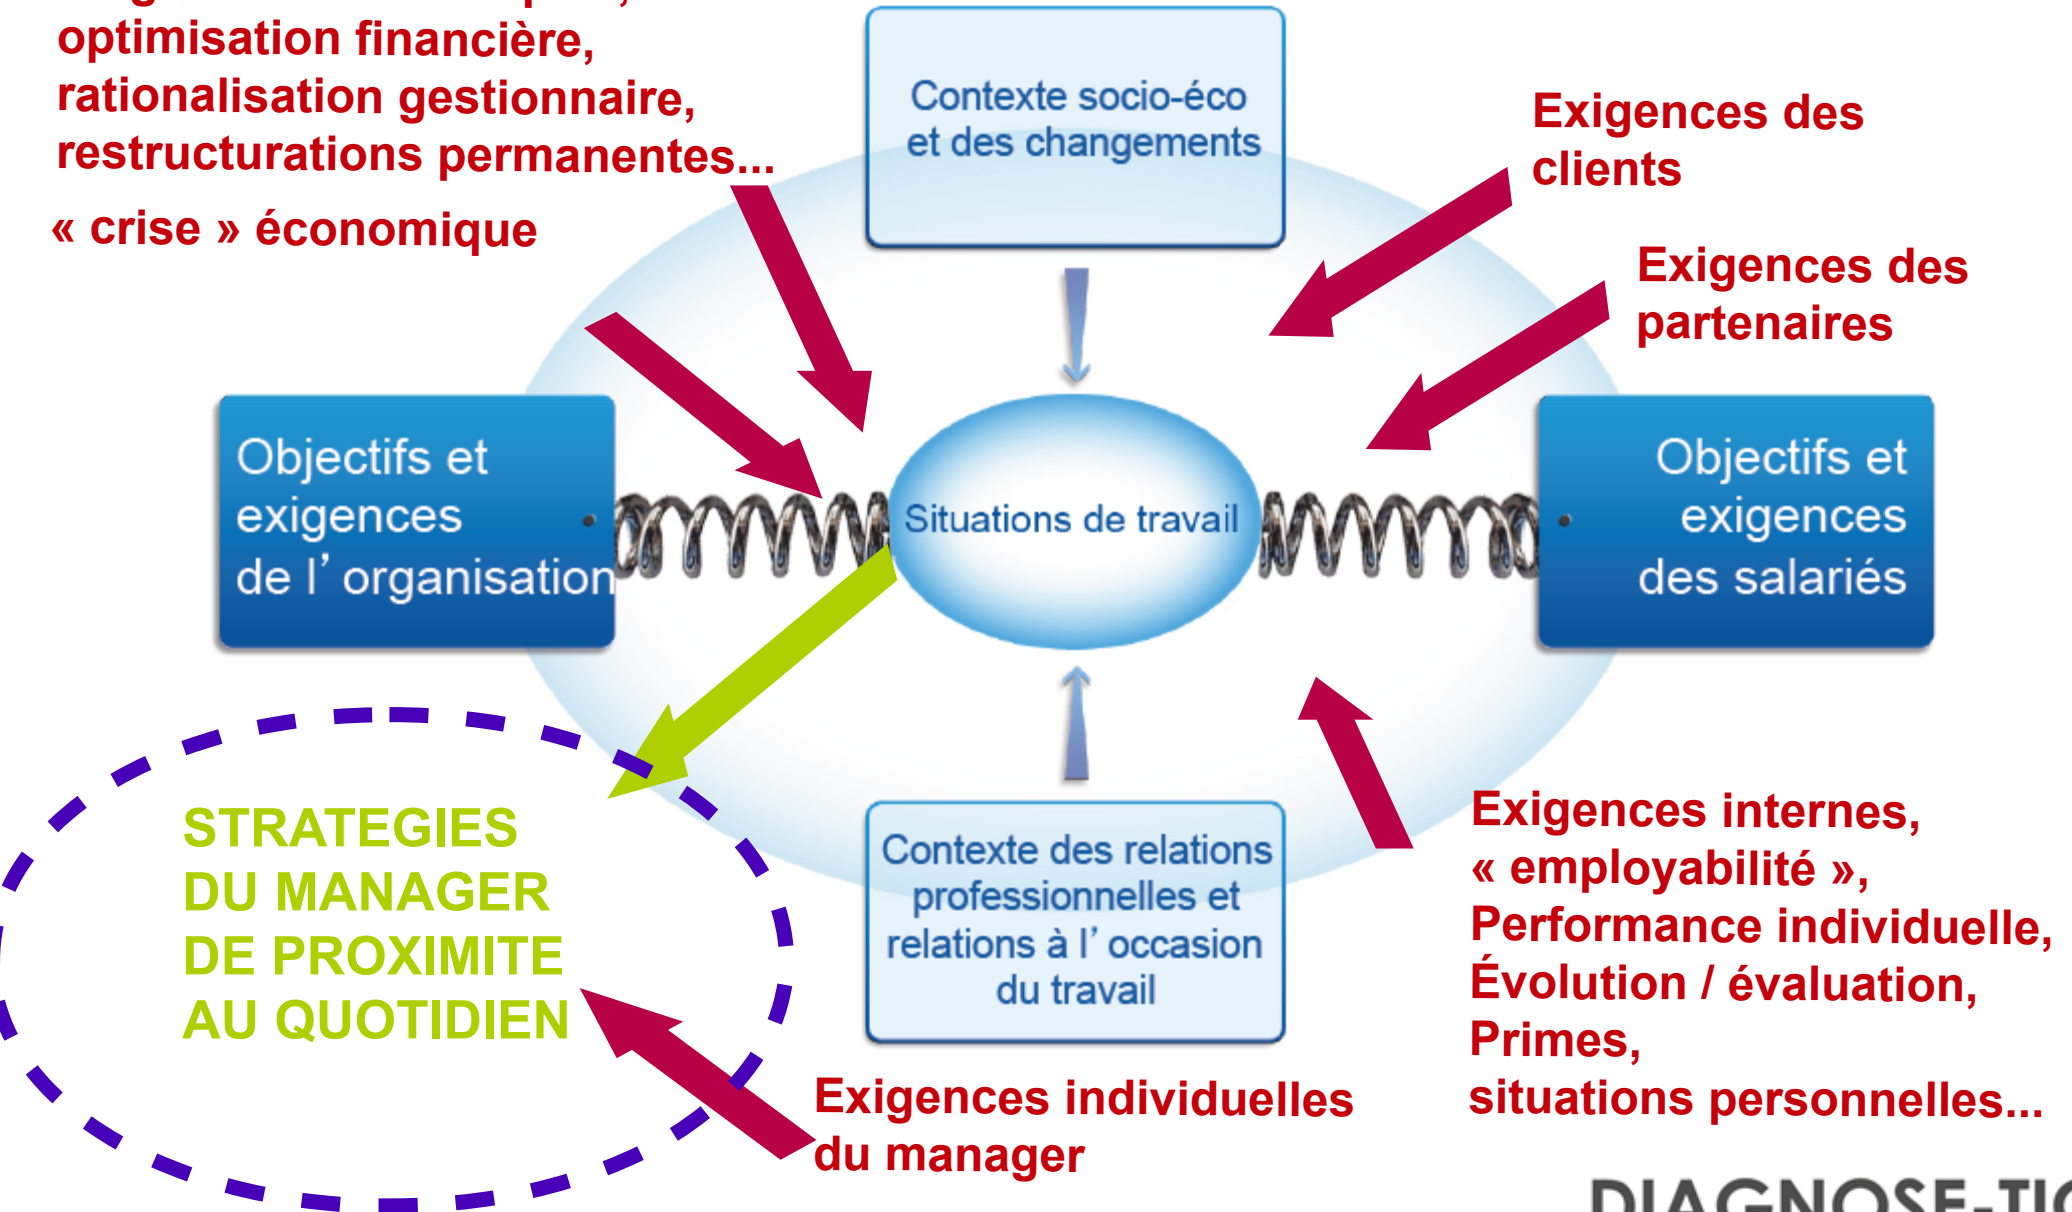 optimisation financière,
rationalisation gestionnaire,
restructurations permanentes...
« crise » économique
Contexte socio-éco
et des changements
Exigences des
clients
Exigences des
partenaires
Objectifs et
exigences
de l’ organisation
Situations de travail
Objectifs et
exigences
des salariés
STRATEGIES
DU MANAGER
DE PROXIMITE
AU QUOTIDIEN
Contexte des relations
professionnelles et
relations à l’ occasion
du travail
Exigences internes,
« employabilité »,
Performance individuelle,
Évolution / évaluation,
Primes,
situations personnelles...
Exigences individuelles
du manager